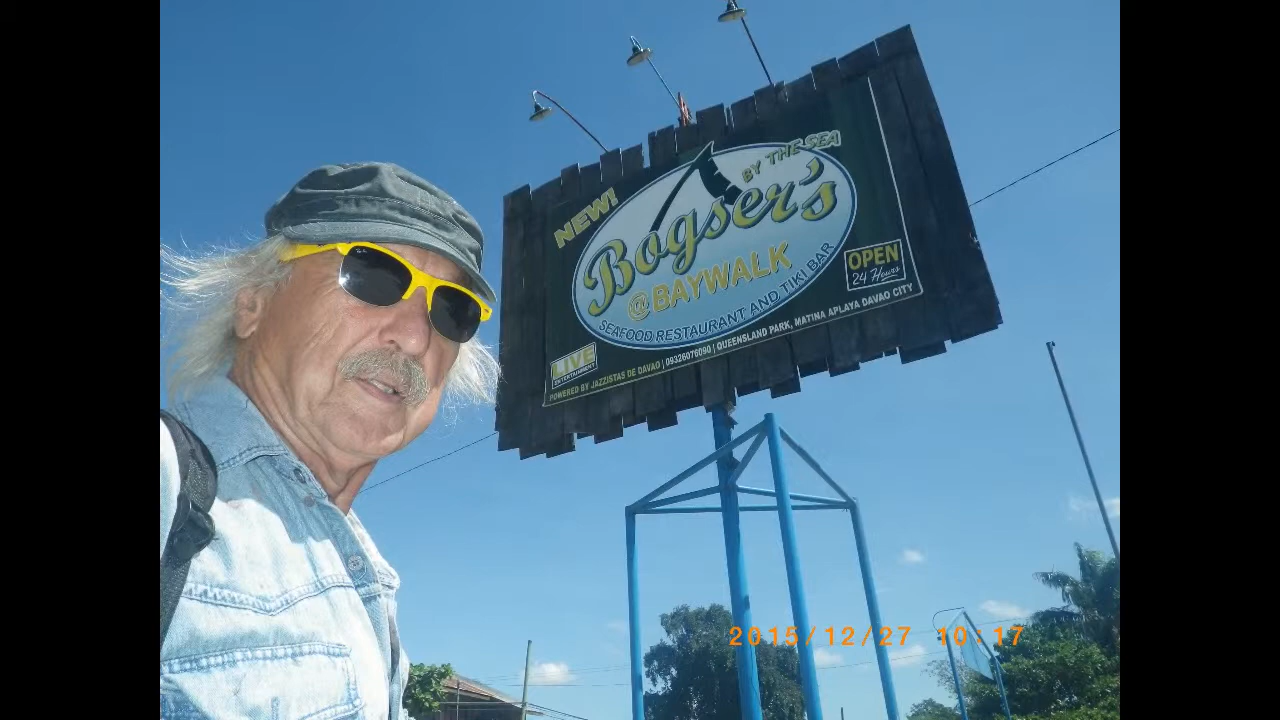 NEW!
BY THE SEA
Bogser's
@BAYWALK
SEAFOOD RESTAURANT AND TIKI BAR
OPEN
24 Hours
LIVE
ENTERTAINMENT
POWERED BY JAZZISTAS DE DAVAO | 09326076090 | QUEENSLAND PARK, MATINA APLAYA DAVAO CITY
2015/12/27 10:17